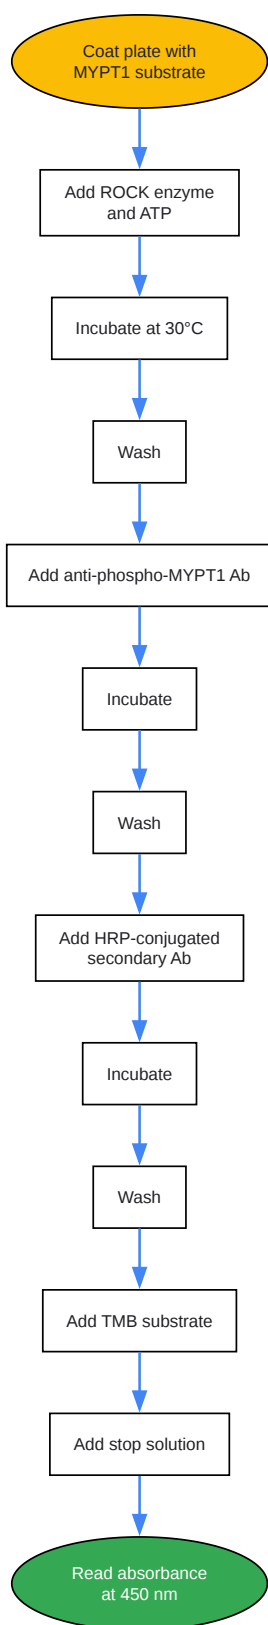 Coat plate with
MYPT1 substrate
Add ROCK enzyme
and ATP
Incubate at 30°C
Wash
Add anti-phospho-MYPT1 Ab
Incubate
Wash
Add HRP-conjugated
secondary Ab
Incubate
Wash
Add TMB substrate
Add stop solution
Read absorbance
at 450 nm